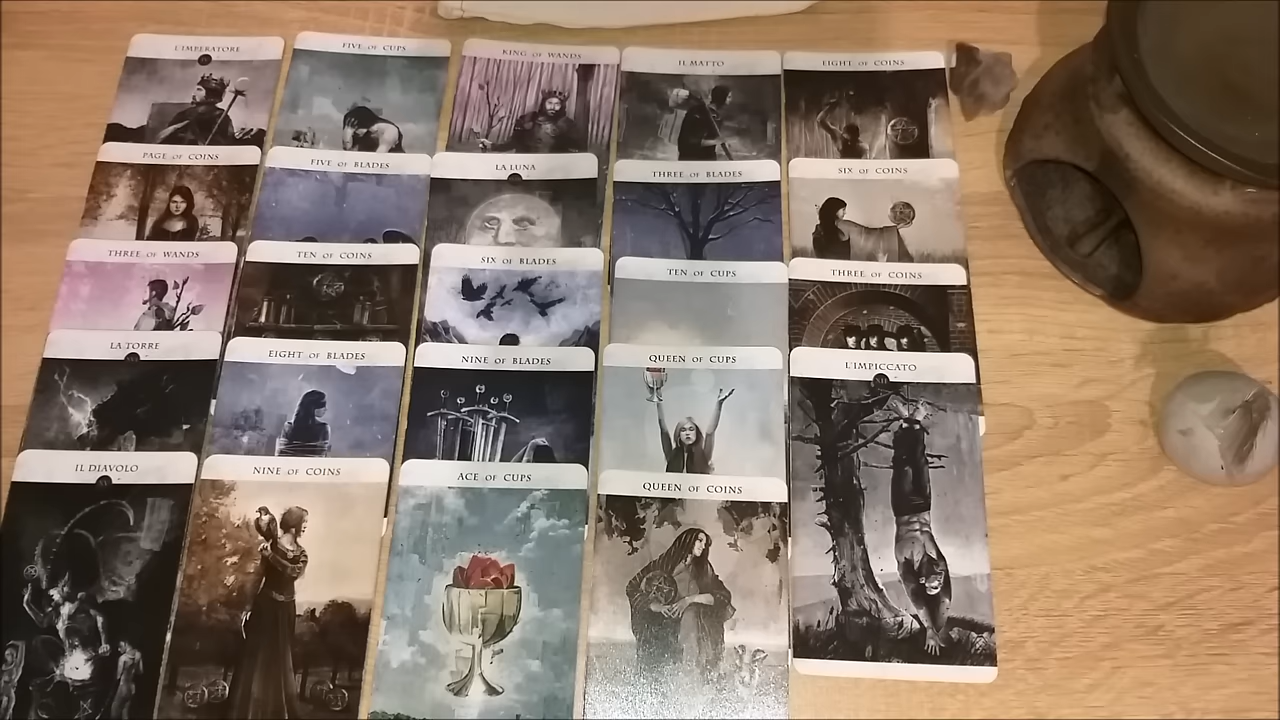 L'IMPERATORE
FIVE OF CUPS
KING OF WANDS
IL MATTO
EIGHT OF COINS
PAGE OF COINS
FIVE OF BLADES
LA LUNA
THREE OF BLADES
SIX OF COINS
THREE OF WANDS
TEN OF COINS
SIX OF BLADES
TEN OF CUPS
THREE OF COINS
LA TORRE
EIGHT OF BLADES
NINE OF BLADES
QUEEN OF CUPS
L'IMPICCATO
XII
IL DIAVOLO
NINE OF COINS
ACE OF CUPS
QUEEN OF COINS